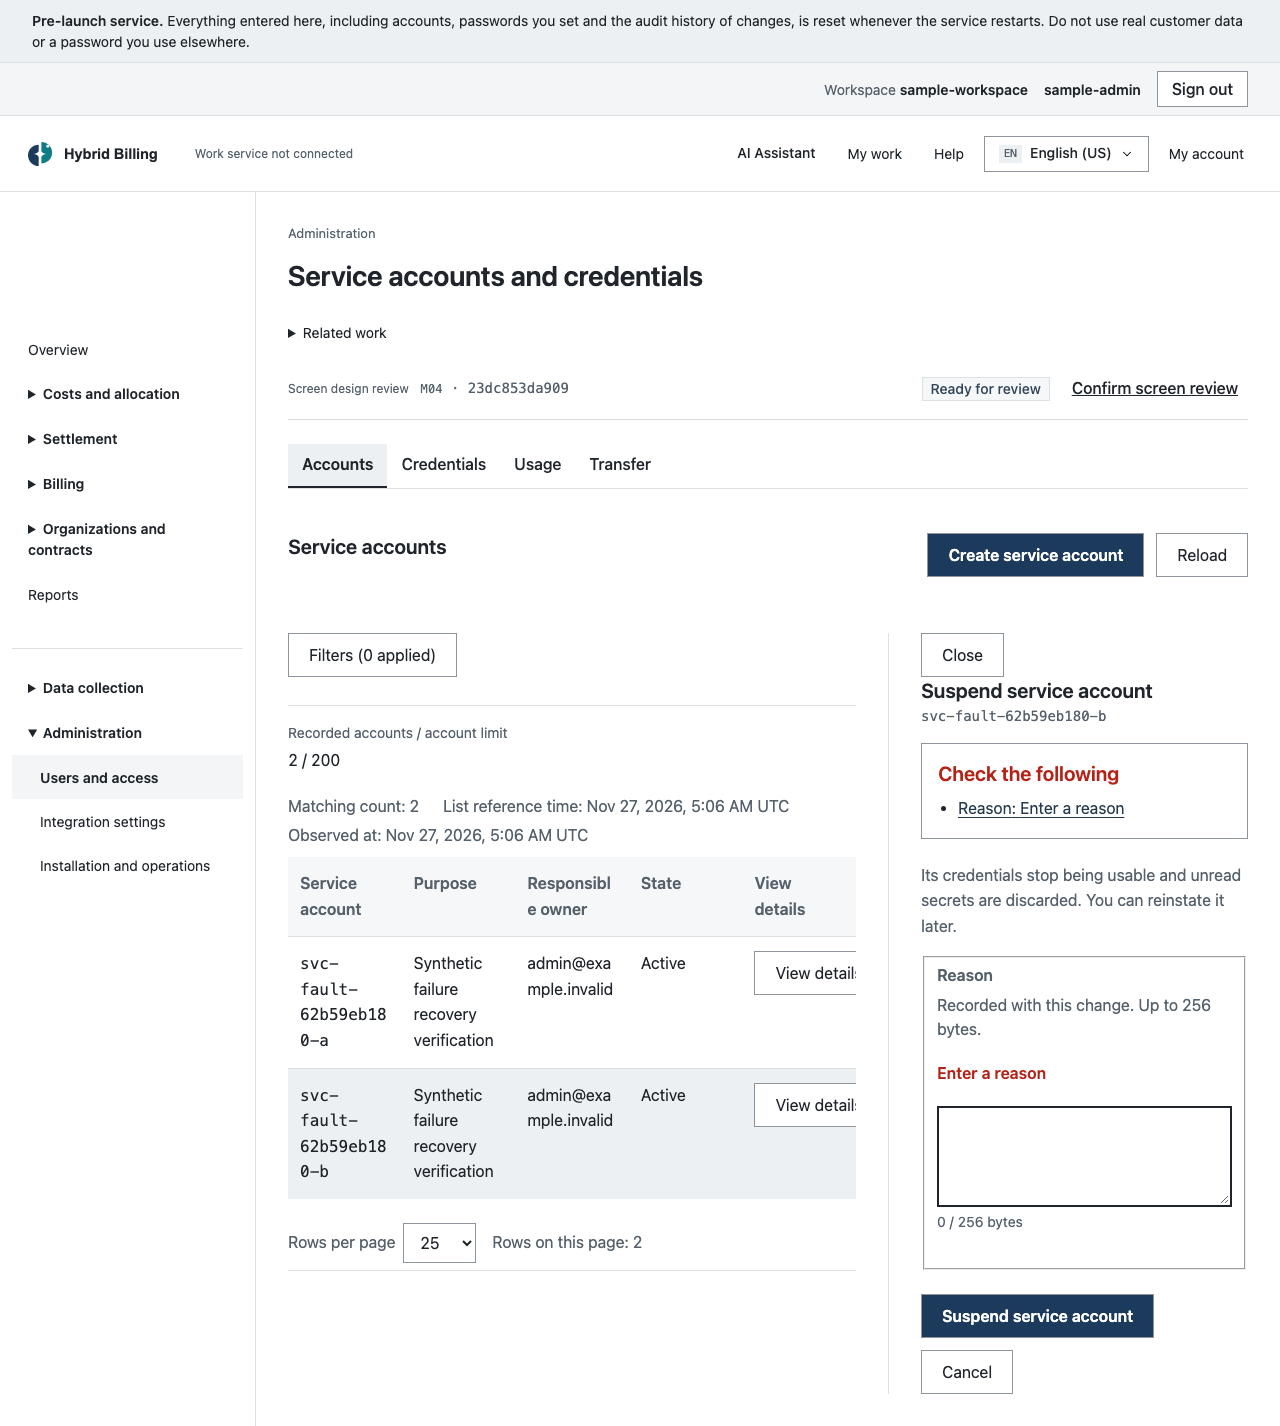 Pre-launch service. Everything entered here, including accounts, passwords you set and the audit history of changes, is reset whenever the service restarts. Do not use real customer data
or a password you use elsewhere.
Workspace sample-workspace sample-admin Sign out
Hybrid Billing Work service not connected AI Assistant My work Help EN English (US) My account
Overview
Costs and allocation
Settlement
Billing
Organizations and
contracts
Reports
Data collection
Administration
Users and access
Integration settings
Installation and operations
Administration
Service accounts and credentials
Related work
Screen design review M04 · 23dc853da909 Ready for review Confirm screen review
Accounts Credentials Usage Transfer
Service accounts Create service account Reload
Filters (0 applied)
Recorded accounts / account limit
2 / 200
Matching count: 2 List reference time: Nov 27, 2026, 5:06 AM UTC
Observed at: Nov 27, 2026, 5:06 AM UTC
Service Purpose Responsibl State View
account e owner details
svc- Synthetic admin@exa Active View details
fault- failure mple.invalid
62b59eb18 recovery
0-a verification
svc- Synthetic admin@exa Active View details
fault- failure mple.invalid
62b59eb18 recovery
0-b verification
Rows per page 25 Rows on this page: 2
Close
Suspend service account
svc-fault-62b59eb180-b
Check the following
• Reason: Enter a reason
Its credentials stop being usable and unread
secrets are discarded. You can reinstate it
later.
Reason
Recorded with this change. Up to 256
bytes.
Enter a reason
0 / 256 bytes
Suspend service account
Cancel